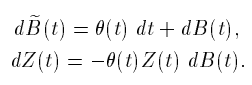 dB̃(t) = θ(t) dt + dB(t),
dZ(t) = −θ(t)Z(t) dB(t).